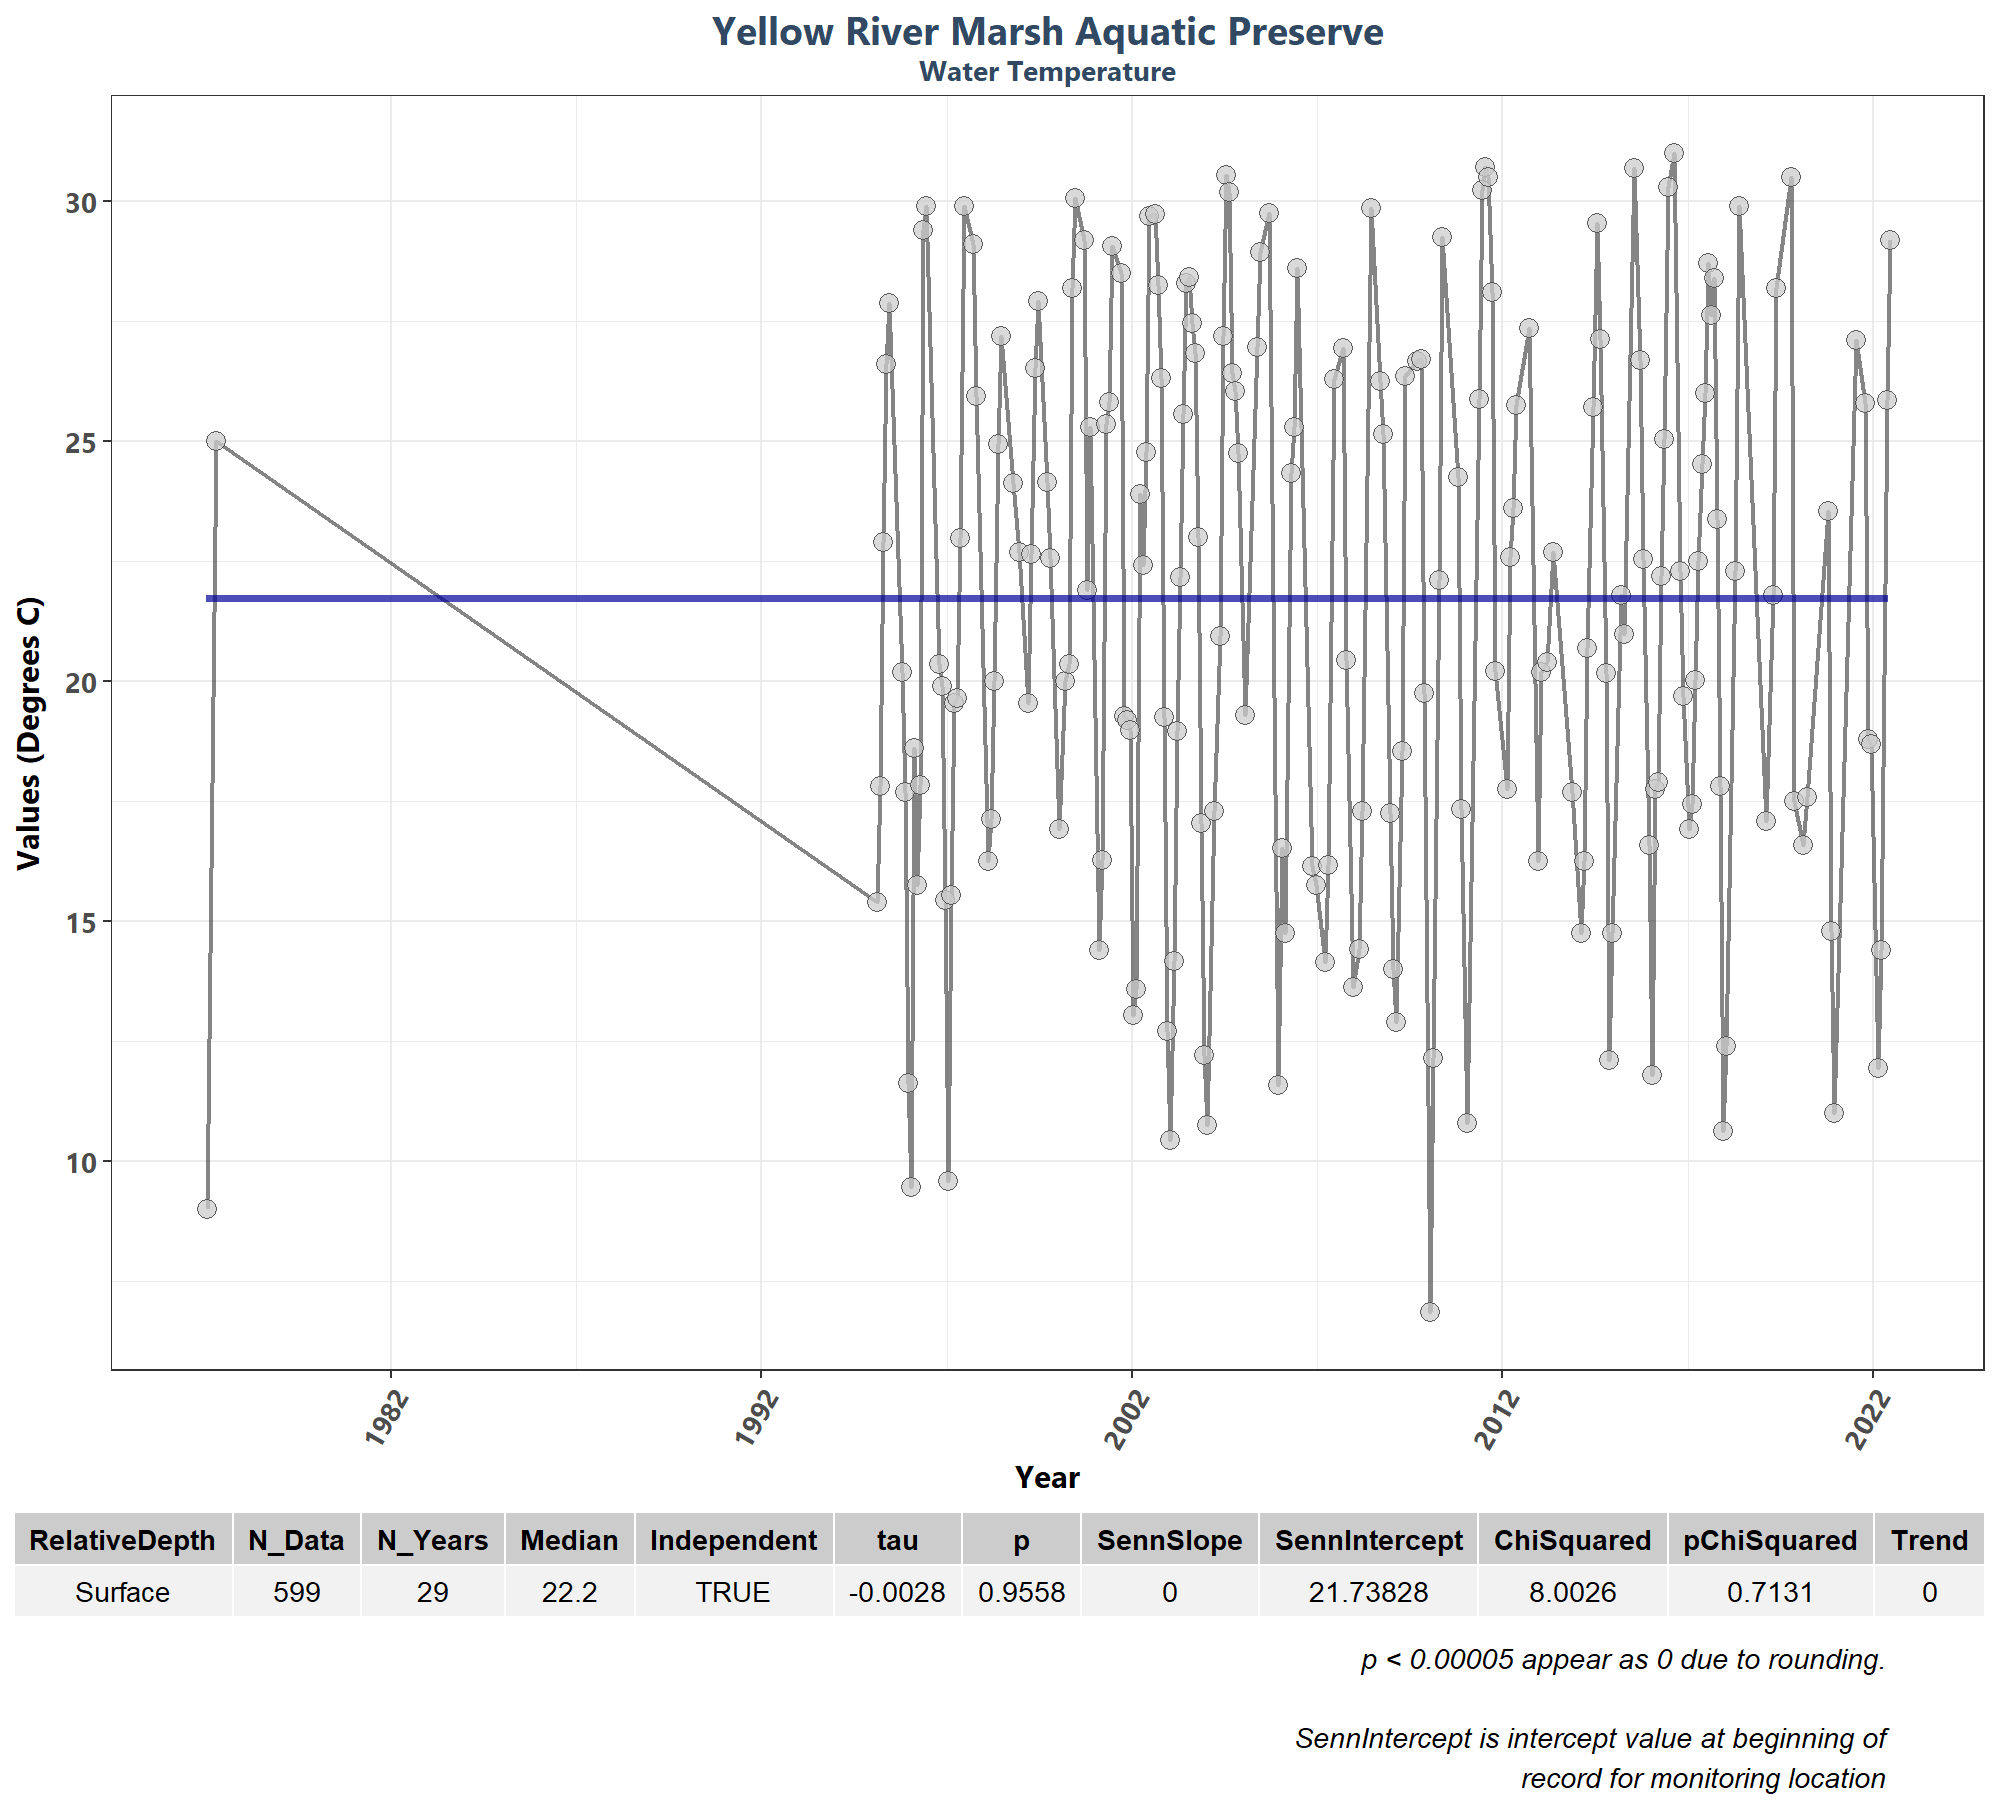 Yellow River Marsh Aquatic Preserve
Water Temperature
Values (Degrees C)
30
25
20
15
10
1982 1992 2002 2012 2022
Year
RelativeDepth N_Data N_Years Median Independent tau p SennSlope SennIntercept ChiSquared pChiSquared Trend
Surface 599 29 22.2 TRUE -0.0028 0.9558 0 21.73828 8.0026 0.7131 0
p < 0.00005 appear as 0 due to rounding.
SennIntercept is intercept value at beginning of
record for monitoring location